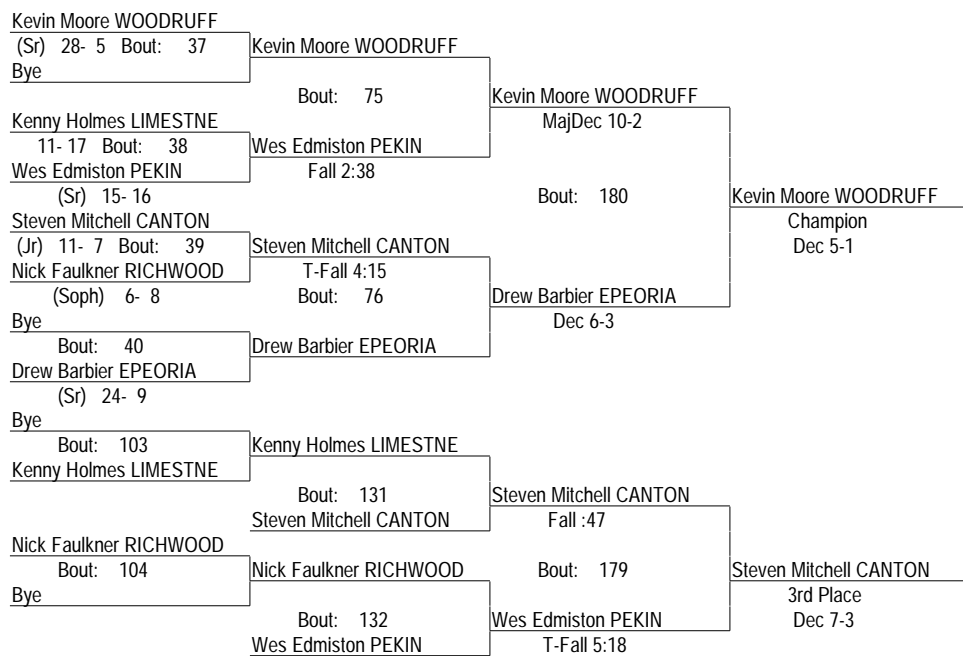 Kevin Moore WOODRUFF
(Sr) 28- 5 Bout: 37 Kevin Moore WOODRUFF
Bye
Bout: 75 Kevin Moore WOODRUFF
Kenny Holmes LIMESTNE MajDec 10-2
11- 17 Bout: 38 Wes Edmiston PEKIN
Wes Edmiston PEKIN Fall 2:38
(Sr) 15- 16 Bout: 180 Kevin Moore WOODRUFF
Steven Mitchell CANTON Champion
(Jr) 11- 7 Bout: 39 Steven Mitchell CANTON Dec 5-1
Nick Faulkner RICHWOOD T-Fall 4:15
(Soph) 6- 8 Bout: 76 Drew Barbier EPEORIA
Bye Dec 6-3
Bout: 40 Drew Barbier EPEORIA
Drew Barbier EPEORIA
(Sr) 24- 9
Bye
Bout: 103 Kenny Holmes LIMESTNE
Kenny Holmes LIMESTNE
Bout: 131 Steven Mitchell CANTON
Steven Mitchell CANTON Fall :47
Nick Faulkner RICHWOOD
Bout: 104 Nick Faulkner RICHWOOD Bout: 179 Steven Mitchell CANTON
Bye 3rd Place
Bout: 132 Wes Edmiston PEKIN Dec 7-3
Wes Edmiston PEKIN T-Fall 5:18